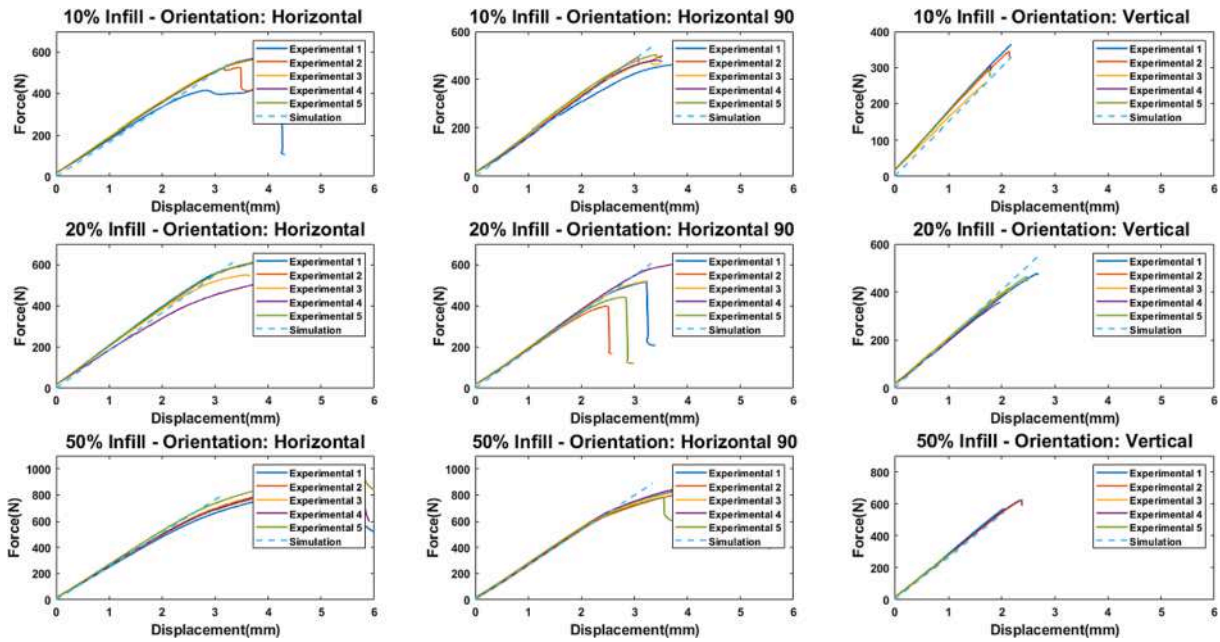 10% Infill - Orientation: Horizontal
Force(N)
600
400
200
0
0 1 2 3 4 5 6
Displacement(mm)
Experimental 1
Experimental 2
Experimental 3
Experimental 4
Experimental 5
Simulation
10% Infill - Orientation: Horizontal 90
Force(N)
600
400
200
0
0 1 2 3 4 5 6
Displacement(mm)
Experimental 1
Experimental 2
Experimental 3
Experimental 4
Experimental 5
Simulation
10% Infill - Orientation: Vertical
Force(N)
400
300
200
100
0
0 1 2 3 4 5 6
Displacement(mm)
Experimental 1
Experimental 2
Experimental 3
Experimental 4
Experimental 5
Simulation
20% Infill - Orientation: Horizontal
Force(N)
600
400
200
0
0 1 2 3 4 5 6
Displacement(mm)
Experimental 1
Experimental 2
Experimental 3
Experimental 4
Experimental 5
Simulation
20% Infill - Orientation: Horizontal 90
Force(N)
600
400
200
0
0 1 2 3 4 5 6
Displacement(mm)
Experimental 1
Experimental 2
Experimental 3
Experimental 4
Experimental 5
Simulation
20% Infill - Orientation: Vertical
Force(N)
600
400
200
0
0 1 2 3 4 5 6
Displacement(mm)
Experimental 1
Experimental 2
Experimental 3
Experimental 4
Experimental 5
Simulation
50% Infill - Orientation: Horizontal
Force(N)
1000
800
600
400
200
0
0 1 2 3 4 5 6
Displacement(mm)
Experimental 1
Experimental 2
Experimental 3
Experimental 4
Experimental 5
Simulation
50% Infill - Orientation: Horizontal 90
Force(N)
1000
800
600
400
200
0
0 1 2 3 4 5 6
Displacement(mm)
Experimental 1
Experimental 2
Experimental 3
Experimental 4
Experimental 5
Simulation
50% Infill - Orientation: Vertical
Force(N)
800
600
400
200
0
0 1 2 3 4 5 6
Displacement(mm)
Experimental 1
Experimental 2
Experimental 3
Experimental 4
Experimental 5
Simulation